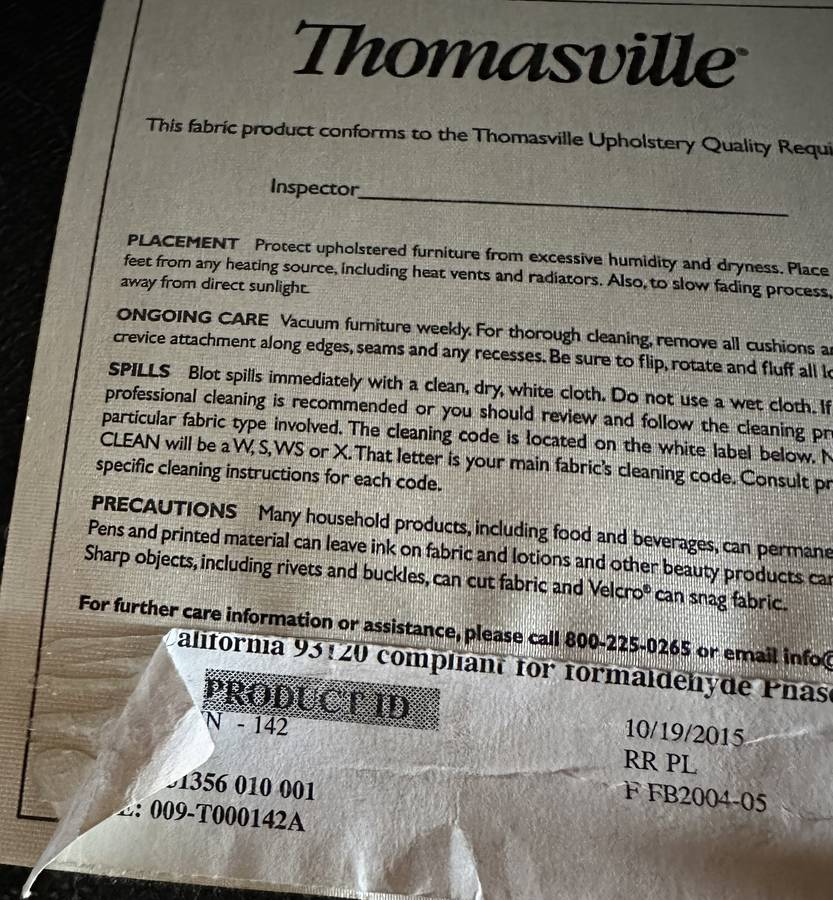 Thomasville®
This fabric product conforms to the Thomasville Upholstery Quality
Inspector
PLACEMENT Protect upholstered furniture from excessive humidity and dryness. Place
feet from any heating source, including heat vents and radiators. Also, to slow fading process,
away from direct sunlight.
ONGOING CARE Vacuum furniture weekly. For thorough cleaning, remove all cushions
crevice attachment along edges, seams and any recesses. Be sure to flip, rotate and fluff all
SPILLS Blot spills immediately with a clean, dry, white cloth. Do not use a wet cloth. If
professional cleaning is recommended or you should review and follow the cleaning
particular fabric type involved. The cleaning code is located on the white label below.
CLEAN will be a W, S, WS or X. That letter is your main fabric's cleaning code. Consult
specific cleaning instructions for each code.
PRECAUTIONS Many household products, including food and beverages, can
Pens and printed material can leave ink on fabric and lotions and other beauty products
Sharp objects, including rivets and buckles, can cut fabric and Velcro® can snag fabric.
For further care information or assistance, please call 800-225-0265 or email info@
alifornia 93120 compliant for formaldehyde
PRODUCT ID
N - 142 10/19/2015
RR PL
1356 010 001 F FB2004-05
: 009-T000142A